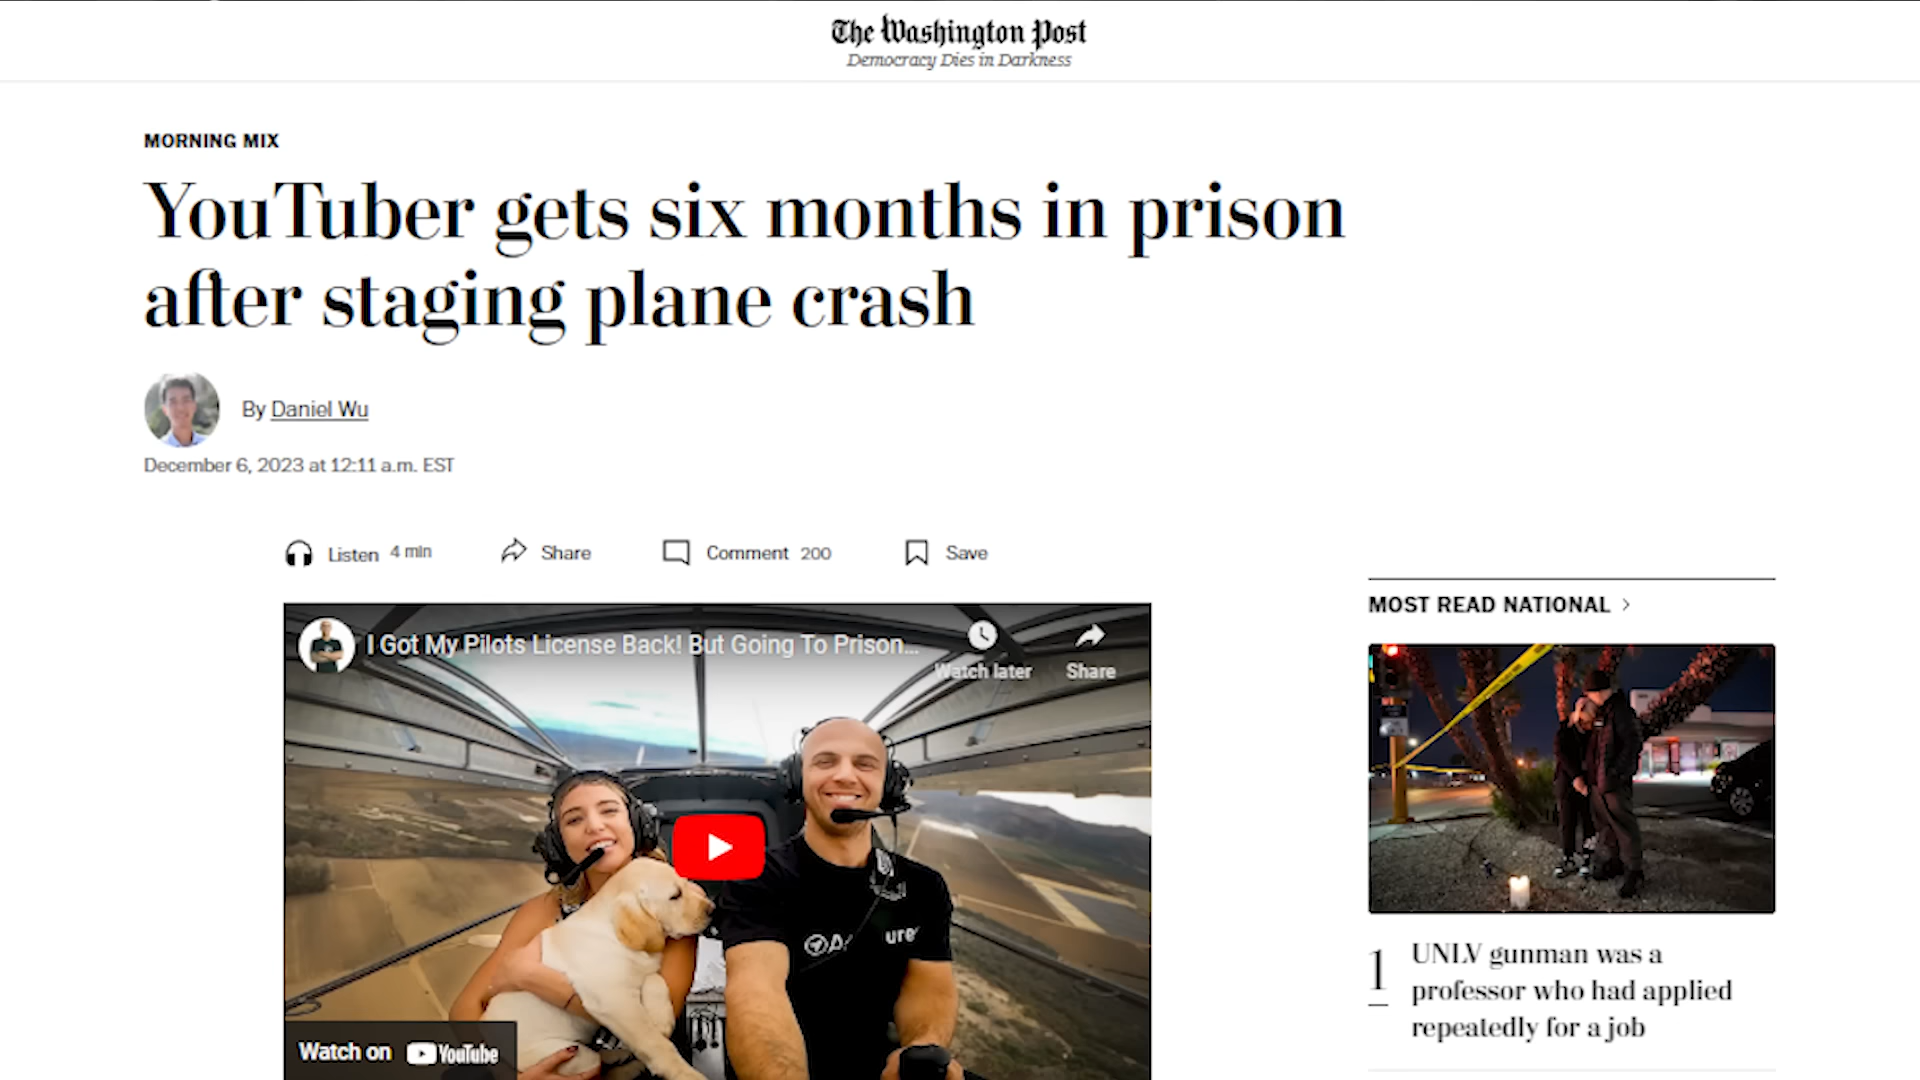 The Washington Post
Democracy Dies in Darkness
MORNING MIX
YouTuber gets six months in prison
after staging plane crash
By Daniel Wu
December 6, 2023 at 12:11 a.m. EST
Listen 4 min
Share
Comment 200
Save
I Got My Pilots License Back! But Going To Prison...
Watch later
Share
Watch on YouTube
MOST READ NATIONAL >
1
UNLV gunman was a
professor who had applied
repeatedly for a job